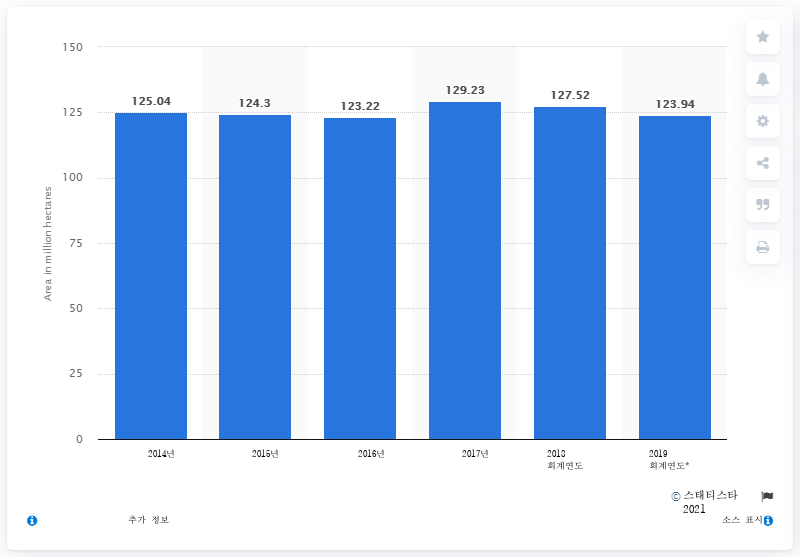 150
125
100
75
50
25
0
Area in million hectares
125.04
124.3
123.22
129.23
127.52
123.94
2014년
2015년
2016년
2017년
2018
회계연도
2019
회계연도*
© 스태티스타
2021
추가 정보
소스 표시